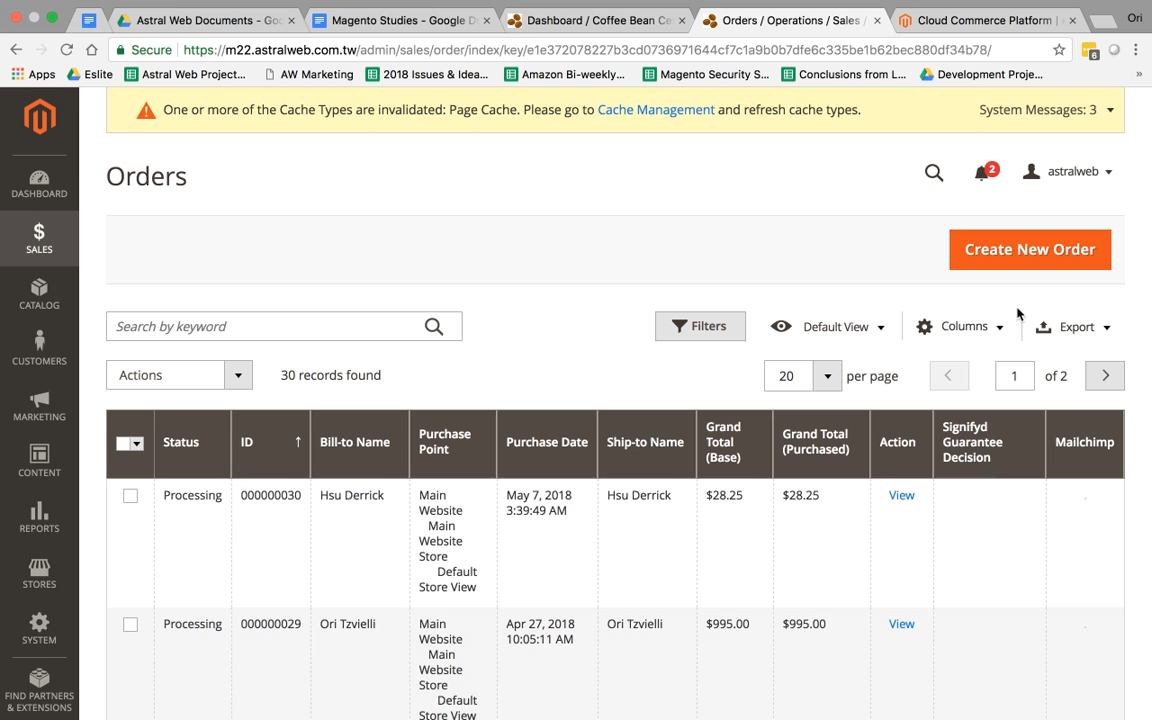 Astral Web Documents - Goo
Magento Studies - Google D
Dashboard / Coffee Bean Ce
Orders / Operations / Sales /
Cloud Commerce Platform | e
Ori
Secure
https://m22.astralweb.com.tw/admin/sales/order/index/key/e1e372078227b3cd0736971644cf7c1a9b0b7dfe6c335be1b62bec880df34b78/
6
Apps
Eslite
Astral Web Project...
AW Marketing
2018 Issues & Idea...
Amazon Bi-weekly...
Magento Security S...
Conclusions from L...
Development Proje...
»
One or more of the Cache Types are invalidated: Page Cache. Please go to Cache Management and refresh cache types.
System Messages: 3
DASHBOARD
SALES
CATALOG
CUSTOMERS
MARKETING
CONTENT
REPORTS
STORES
SYSTEM
FIND PARTNERS
& EXTENSIONS
Orders
2
astralweb
Create New Order
Search by keyword
Filters
Default View
Columns
Export
Actions
30 records found
20
per page
1
of 2
Status
ID
Bill-to Name
Purchase
Point
Purchase Date
Ship-to Name
Grand
Total
(Base)
Grand Total
(Purchased)
Action
Signifyd
Guarantee
Decision
Mailchimp
Processing
000000030
Hsu Derrick
Main
Website
Main
Website
Store
Default
Store View
May 7, 2018
3:39:49 AM
Hsu Derrick
$28.25
$28.25
View
Processing
000000029
Ori Tzvielli
Main
Website
Main
Website
Store
Default
Store View
Apr 27, 2018
10:05:11 AM
Ori Tzvielli
$995.00
$995.00
View